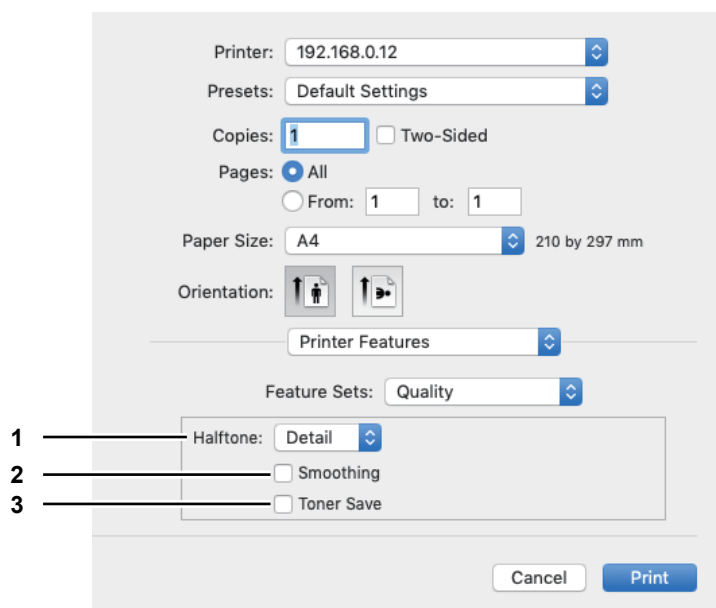 Printer: 192.168.0.12
Presets: Default Settings
Copies: 1 Two-Sided
Pages: All
From: 1 to: 1
Paper Size: A4 210 by 297 mm
Orientation:
Printer Features
Feature Sets: Quality
1 Halftone: Detail
2 Smoothing
3 Toner Save
Cancel Print